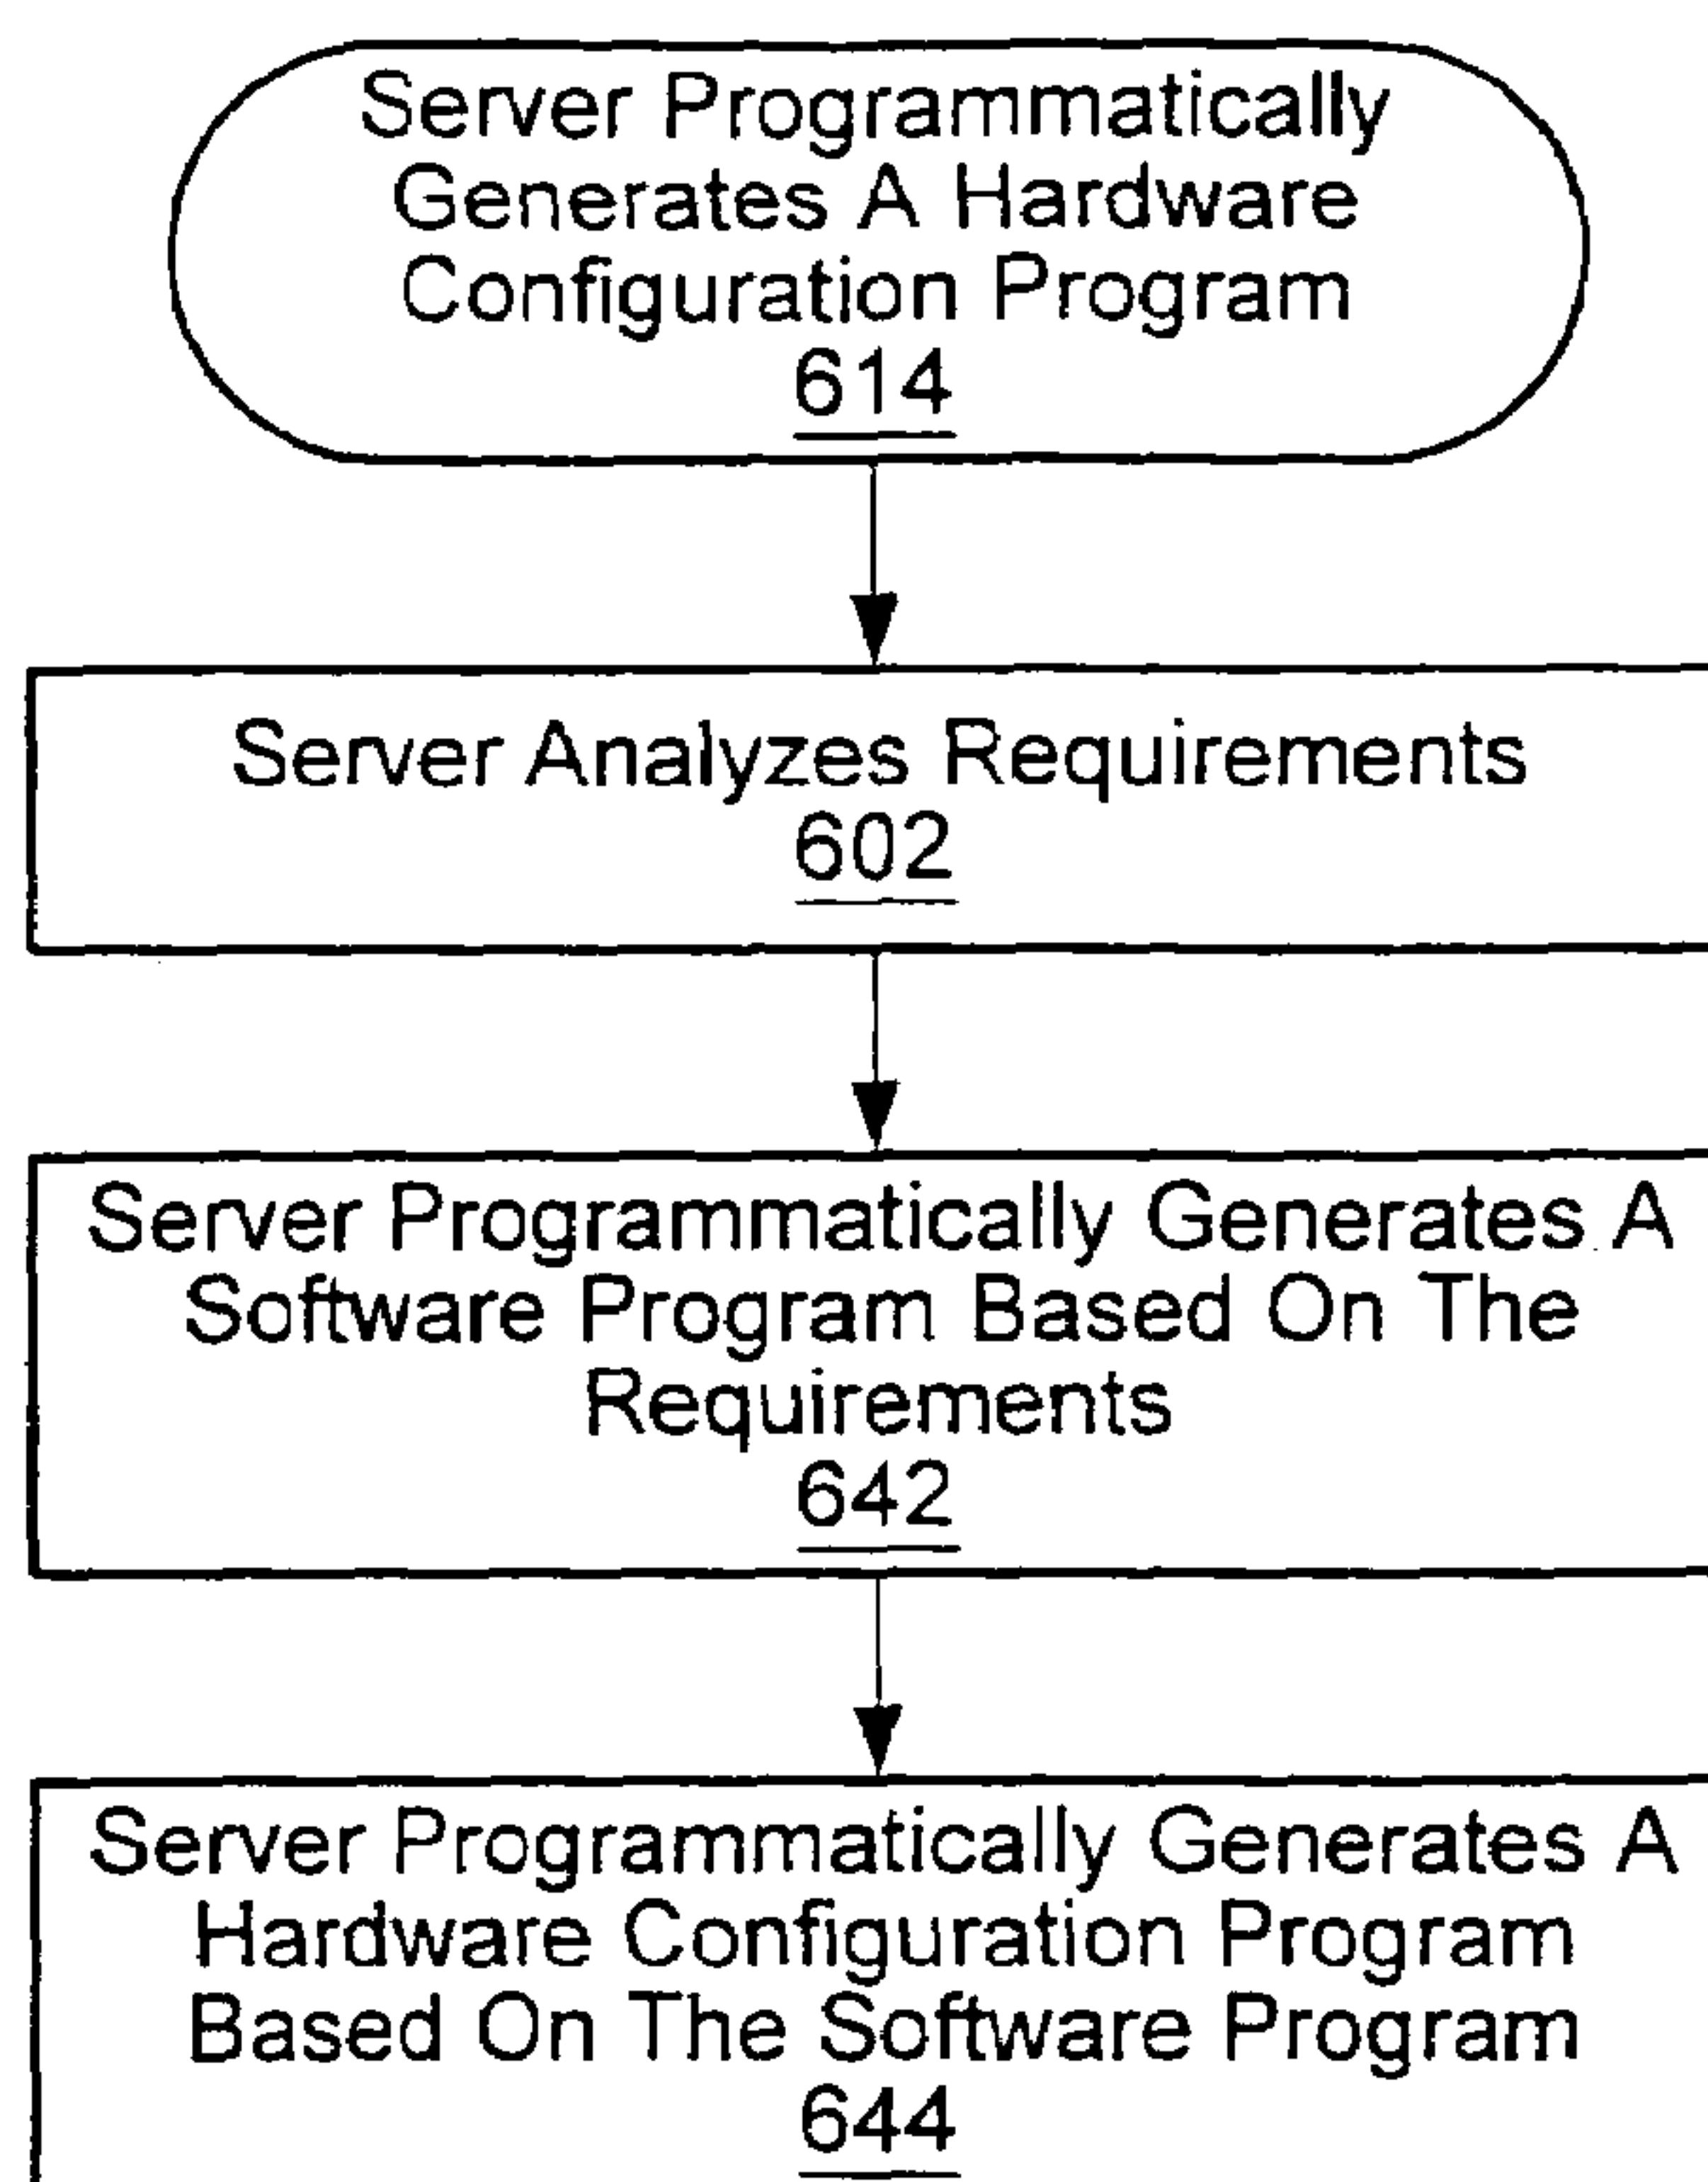 Server Programmatically
Generates A Hardware
Configuration Program
614
Server Analyzes Requirements
602
Server Programmatically Generates A
Software Program Based On The
Requirements
642
Server Programmatically Generates A
Hardware Configuration Program
Based On The Software Program
644